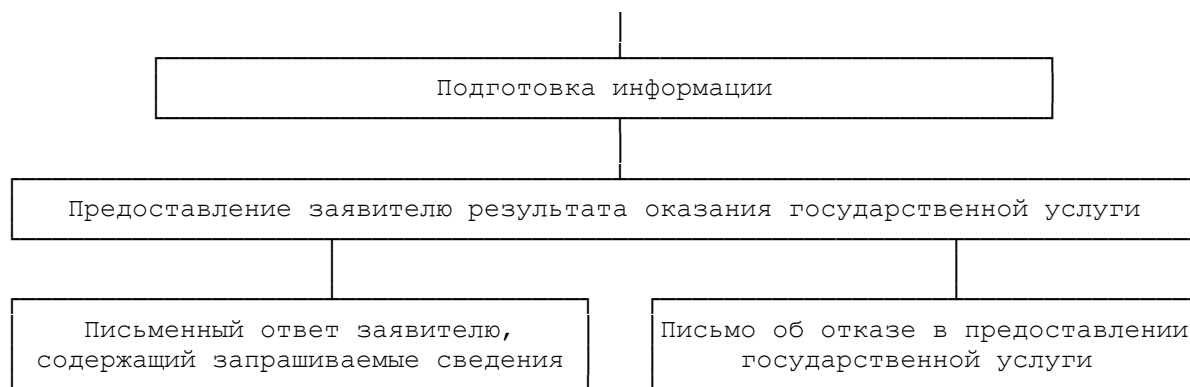 Подготовка информации
Предоставление заявителю результата оказания государственной услуги
Письменный ответ заявителю,
содержащий запрашиваемые сведения
Письмо об отказе в предоставлении
государственной услуги